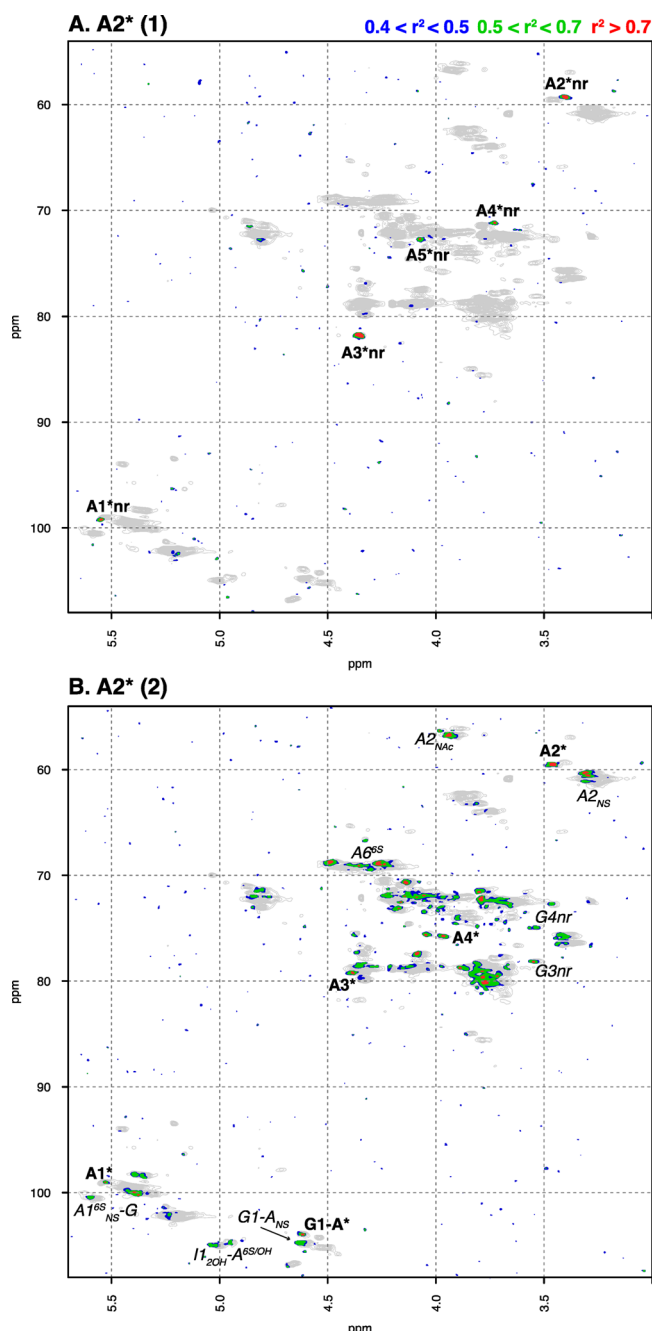 A. A2* (1)
0.4 < r² < 0.5 0.5 < r² < 0.7 r² > 0.7
60
A2*nr
70
A4*nr
A5*nr
ppm
80
A3*nr
90
A1*nr
100
5.5 5.0 4.5 4.0 3.5
ppm
B. A2* (2)
A2NAc
A2*
60
A2NS
A6⁶ˢ
70
G4nr
A4*
ppm
G3nr
80
A3*
90
A1*
100
A1⁶ˢNS-G
G1-ANS
G1-A*
I12OH-A⁶ˢ/ᴼᴴ
5.5 5.0 4.5 4.0 3.5
ppm